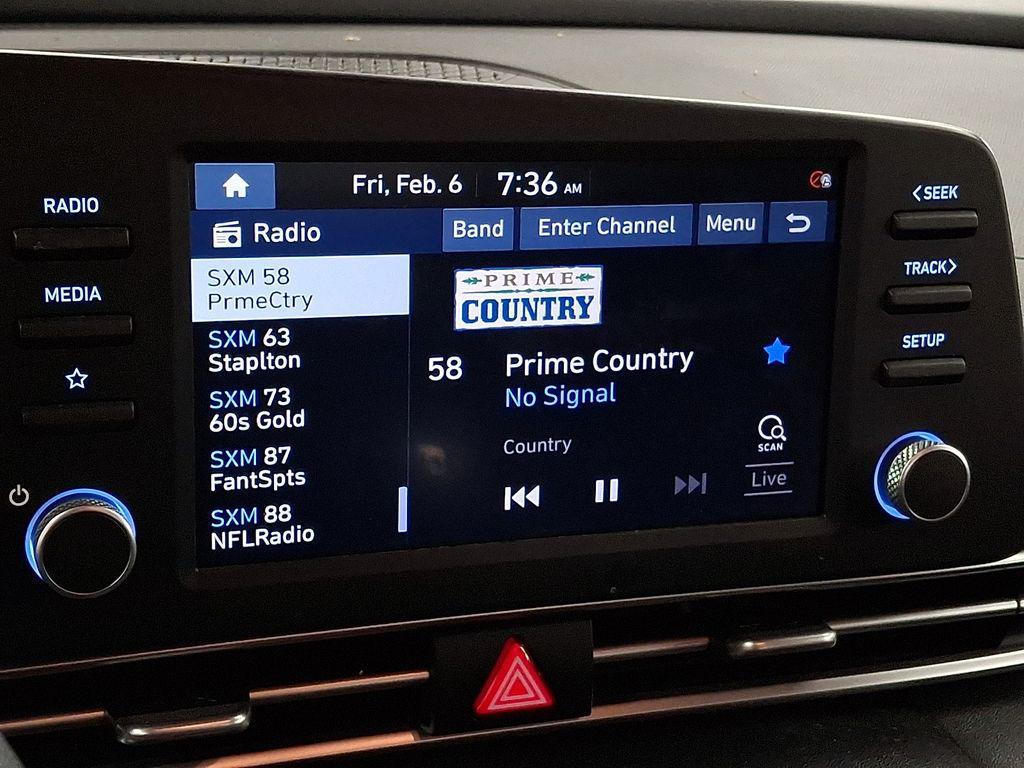 Fri, Feb. 6 7:36 AM
RADIO
MEDIA
Radio
Band
Enter Channel
Menu
SXM 58
PrmeCtry
SXM 63
Staplton
SXM 73
60s Gold
SXM 87
FantSpts
SXM 88
NFLRadio
PRIME
COUNTRY
58 Prime Country
No Signal
Country
SCAN
Live
SEEK
TRACK
SETUP